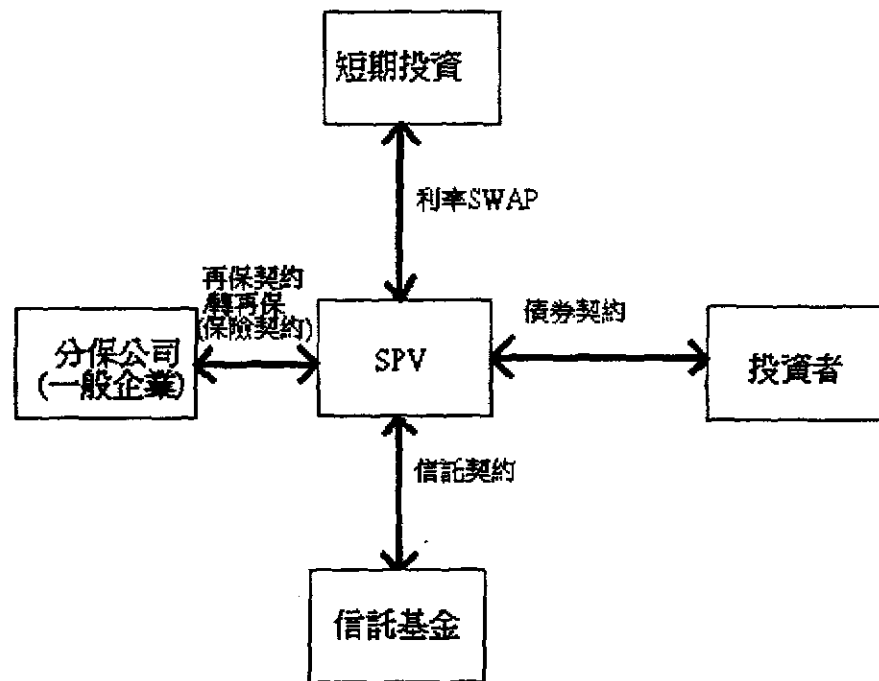 短期投資
利率SWAP
再保契約
轉再保
(保險契約)
分保公司
(一般企業)
SPV
債券契約
投資者
信託契約
信託基金